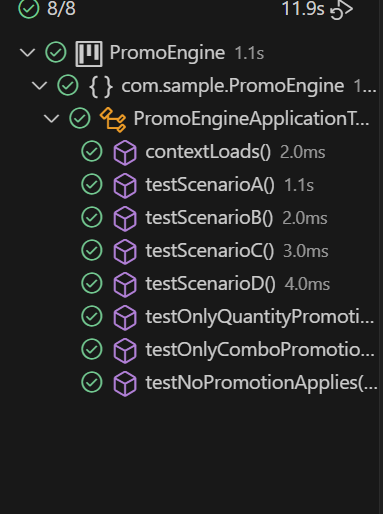 8/8 11.9s
PromoEngine 1.1s
{ } com.sample.PromoEngine 1...
PromoEngineApplicationT...
contextLoads() 2.0ms
testScenarioA() 1.1s
testScenarioB() 2.0ms
testScenarioC() 3.0ms
testScenarioD() 4.0ms
testOnlyQuantityPromoti...
testOnlyComboPromotio...
testNoPromotionApplies(...